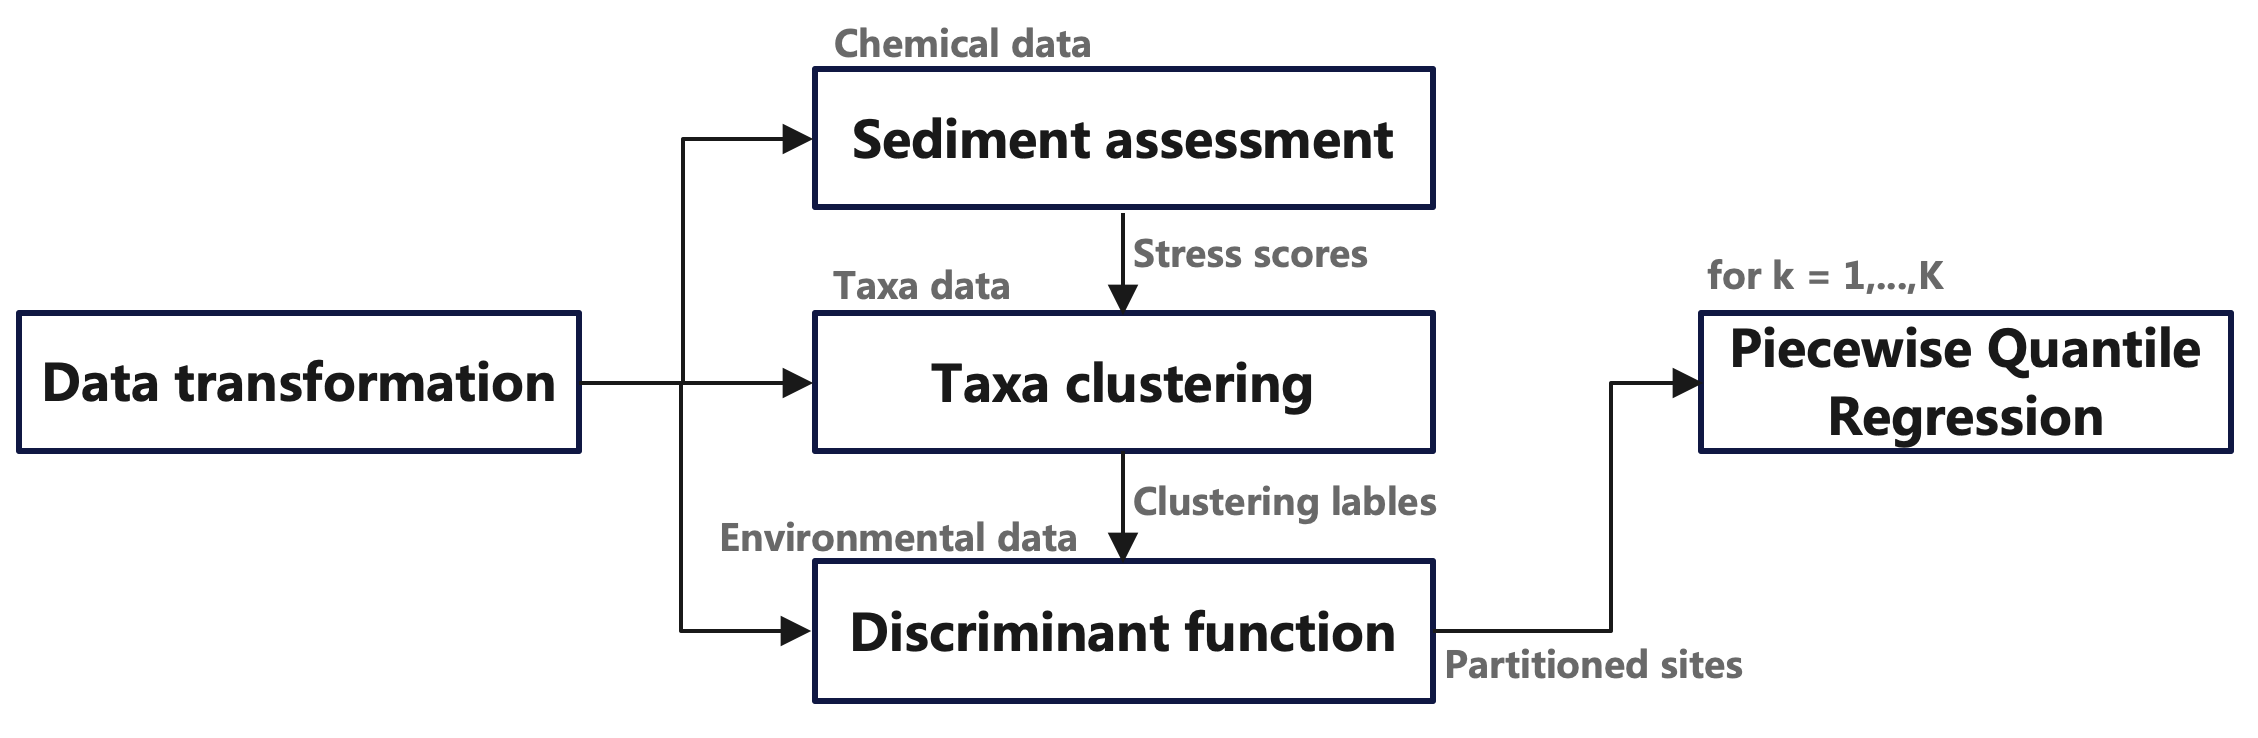 Chemical data
Sediment assessment
Stress scores
Taxa data
for k = 1,...,K
Data transformation
Taxa clustering
Piecewise Quantile
Regression
Clustering lables
Environmental data
Discriminant function
Partitioned sites